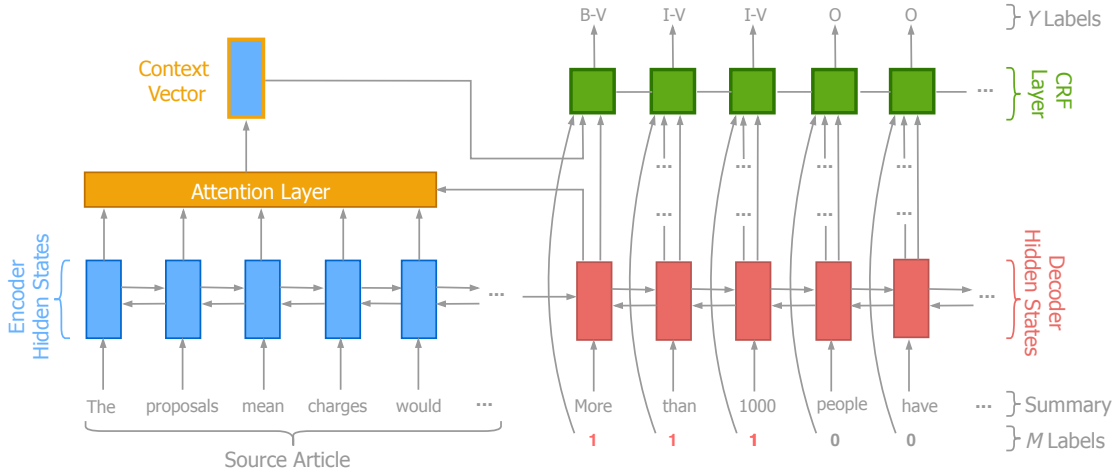 B-V I-V I-V O O
Y Labels
Context
Vector
CRF
Layer
...
... ...
Attention Layer
... ...
Encoder
Hidden States
...
...
Decoder
Hidden States
The proposals mean charges would ...
More than 1000 people have ...
Summary
1 1 1 0 0
M Labels
Source Article